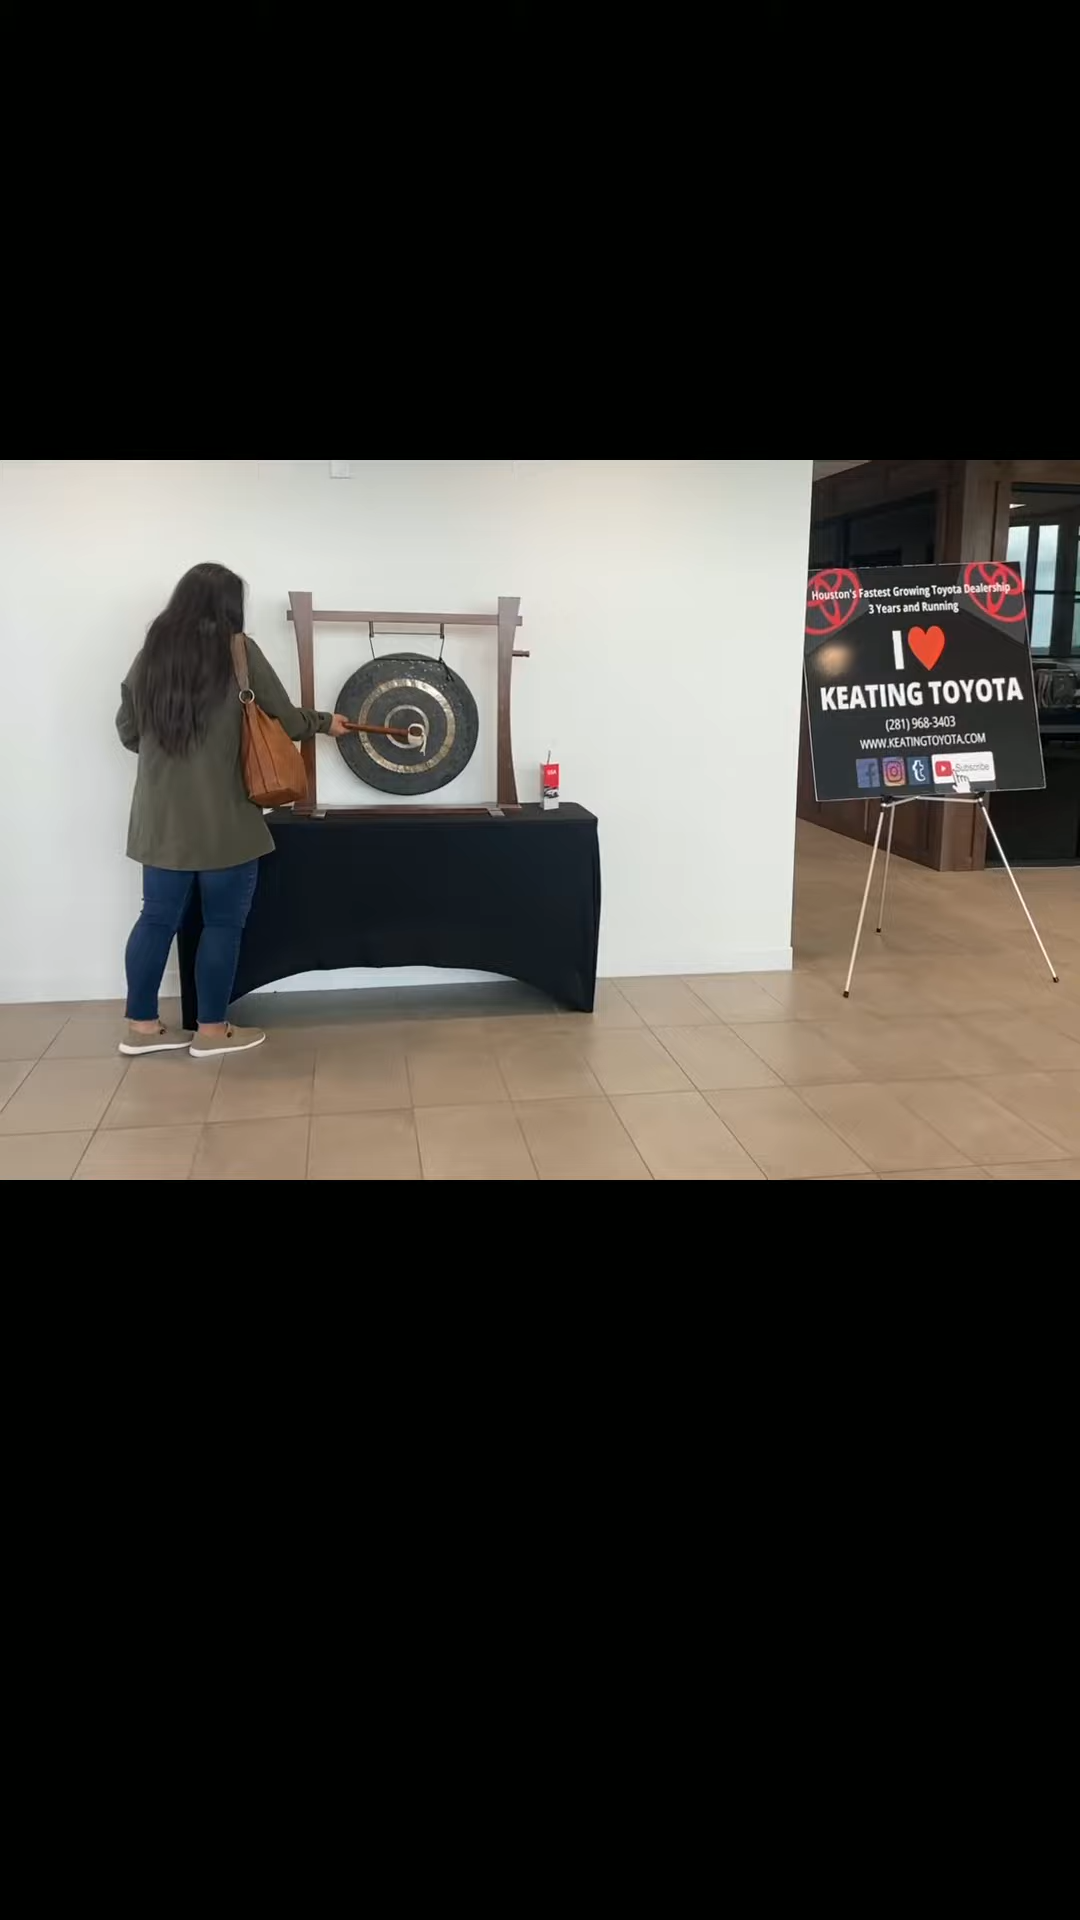 Houston's Fastest Growing Toyota Dealership
3 Years and Running
I ❤
KEATING TOYOTA
(281) 968-3403
WWW.KEATINGTOYOTA.COM
Subscribe